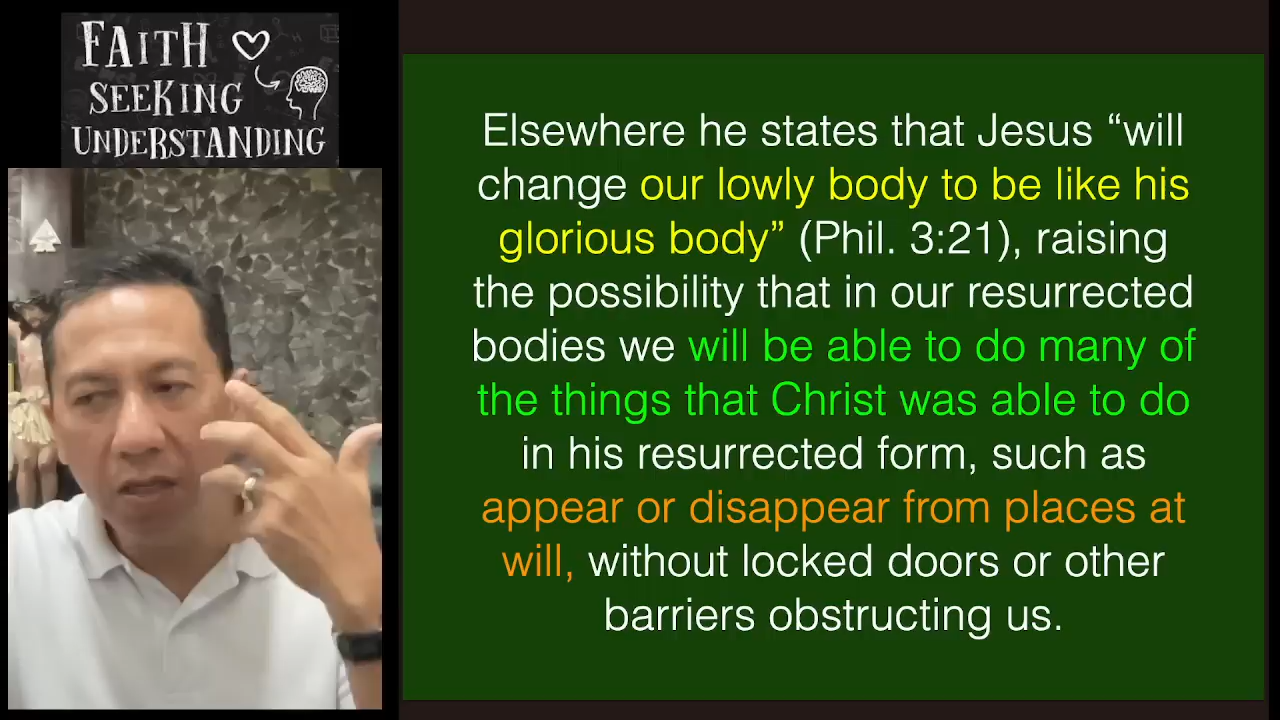 FAITH
SEEKING
UNDERSTANDING
Elsewhere he states that Jesus “will
change our lowly body to be like his
glorious body” (Phil. 3:21), raising
the possibility that in our resurrected
bodies we will be able to do many of
the things that Christ was able to do
in his resurrected form, such as
appear or disappear from places at
will, without locked doors or other
barriers obstructing us.